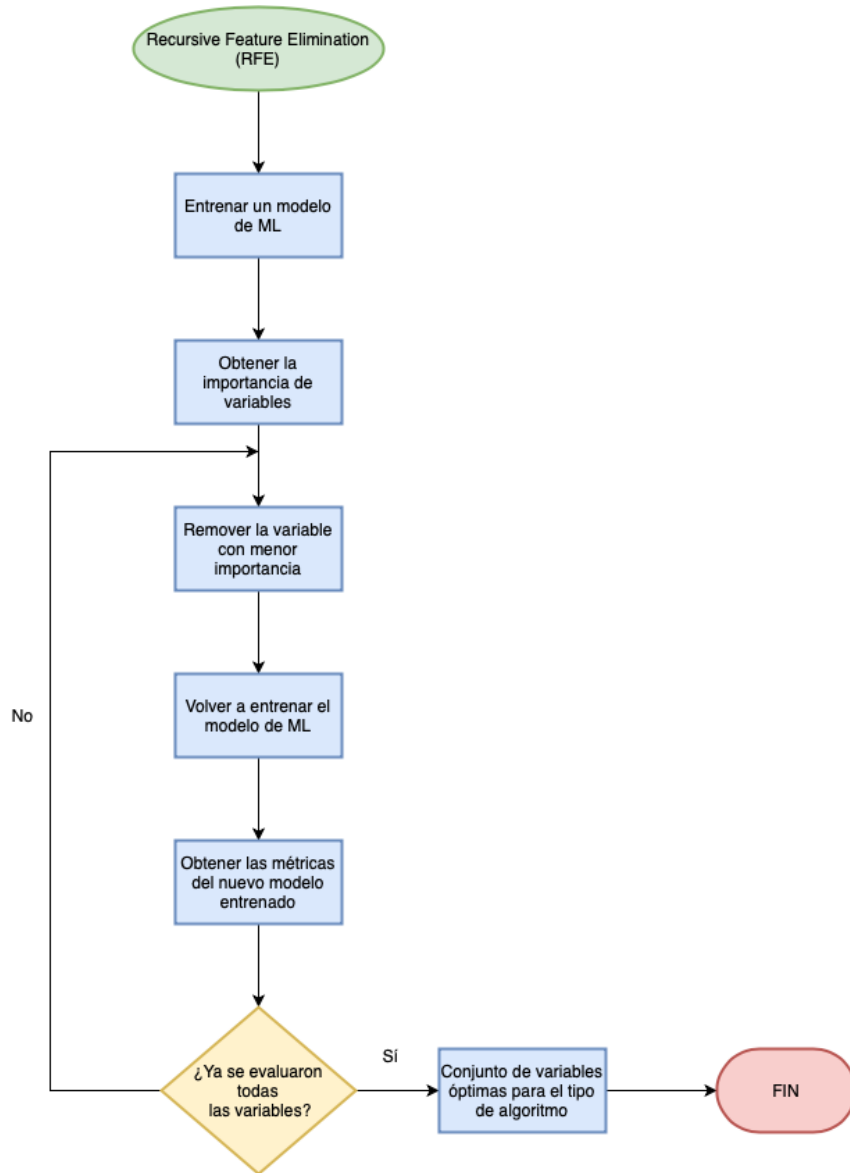 Recursive Feature Elimination
(RFE)
Entrenar un modelo
de ML
Obtener la
importancia de
variables
Remover la variable
con menor
importancia
Volver a entrenar el
modelo de ML
No
Obtener las métricas
del nuevo modelo
entrenado
¿Ya se evaluaron
todas
las variables?
Sí
Conjunto de variables
óptimas para el tipo
de algoritmo
FIN